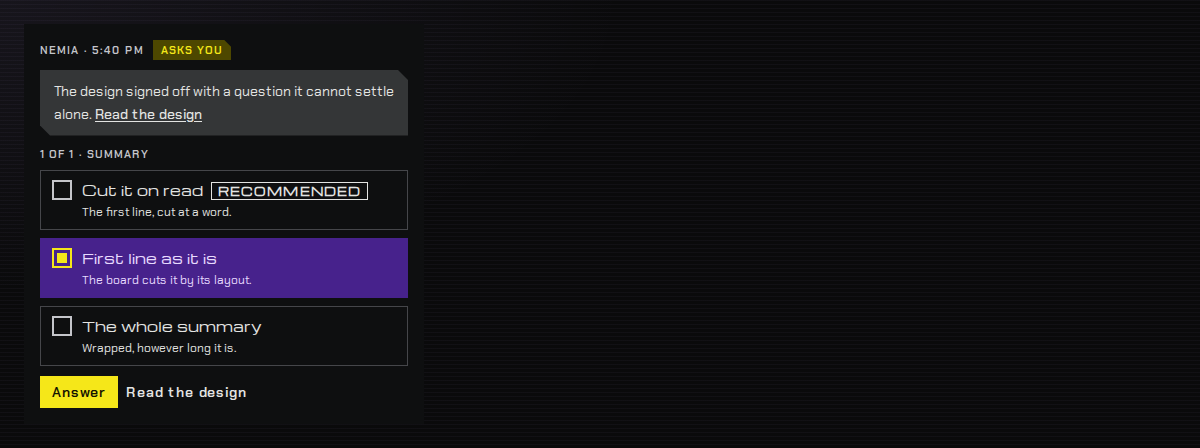 NEMIA · 5:40 PM ASKS YOU
The design signed off with a question it cannot settle
alone. Read the design
1 OF 1 · SUMMARY
Cut it on read RECOMMENDED
The first line, cut at a word.
First line as it is
The board cuts it by its layout.
The whole summary
Wrapped, however long it is.
Answer Read the design